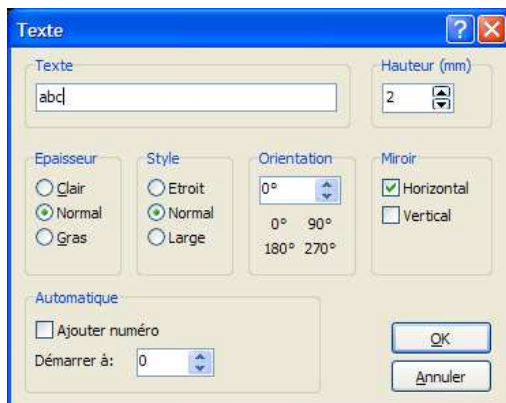 Texte
Texte
abc
Hauteur (mm)
2
Epaisseur
Clair
Normal
Gras
Style
Etroit
Normal
Large
Orientation
0°
0° 90°
180° 270°
Miroir
Horizontal
Vertical
Automatique
Ajouter numéro
Démarrer à: 0
OK
Annuler